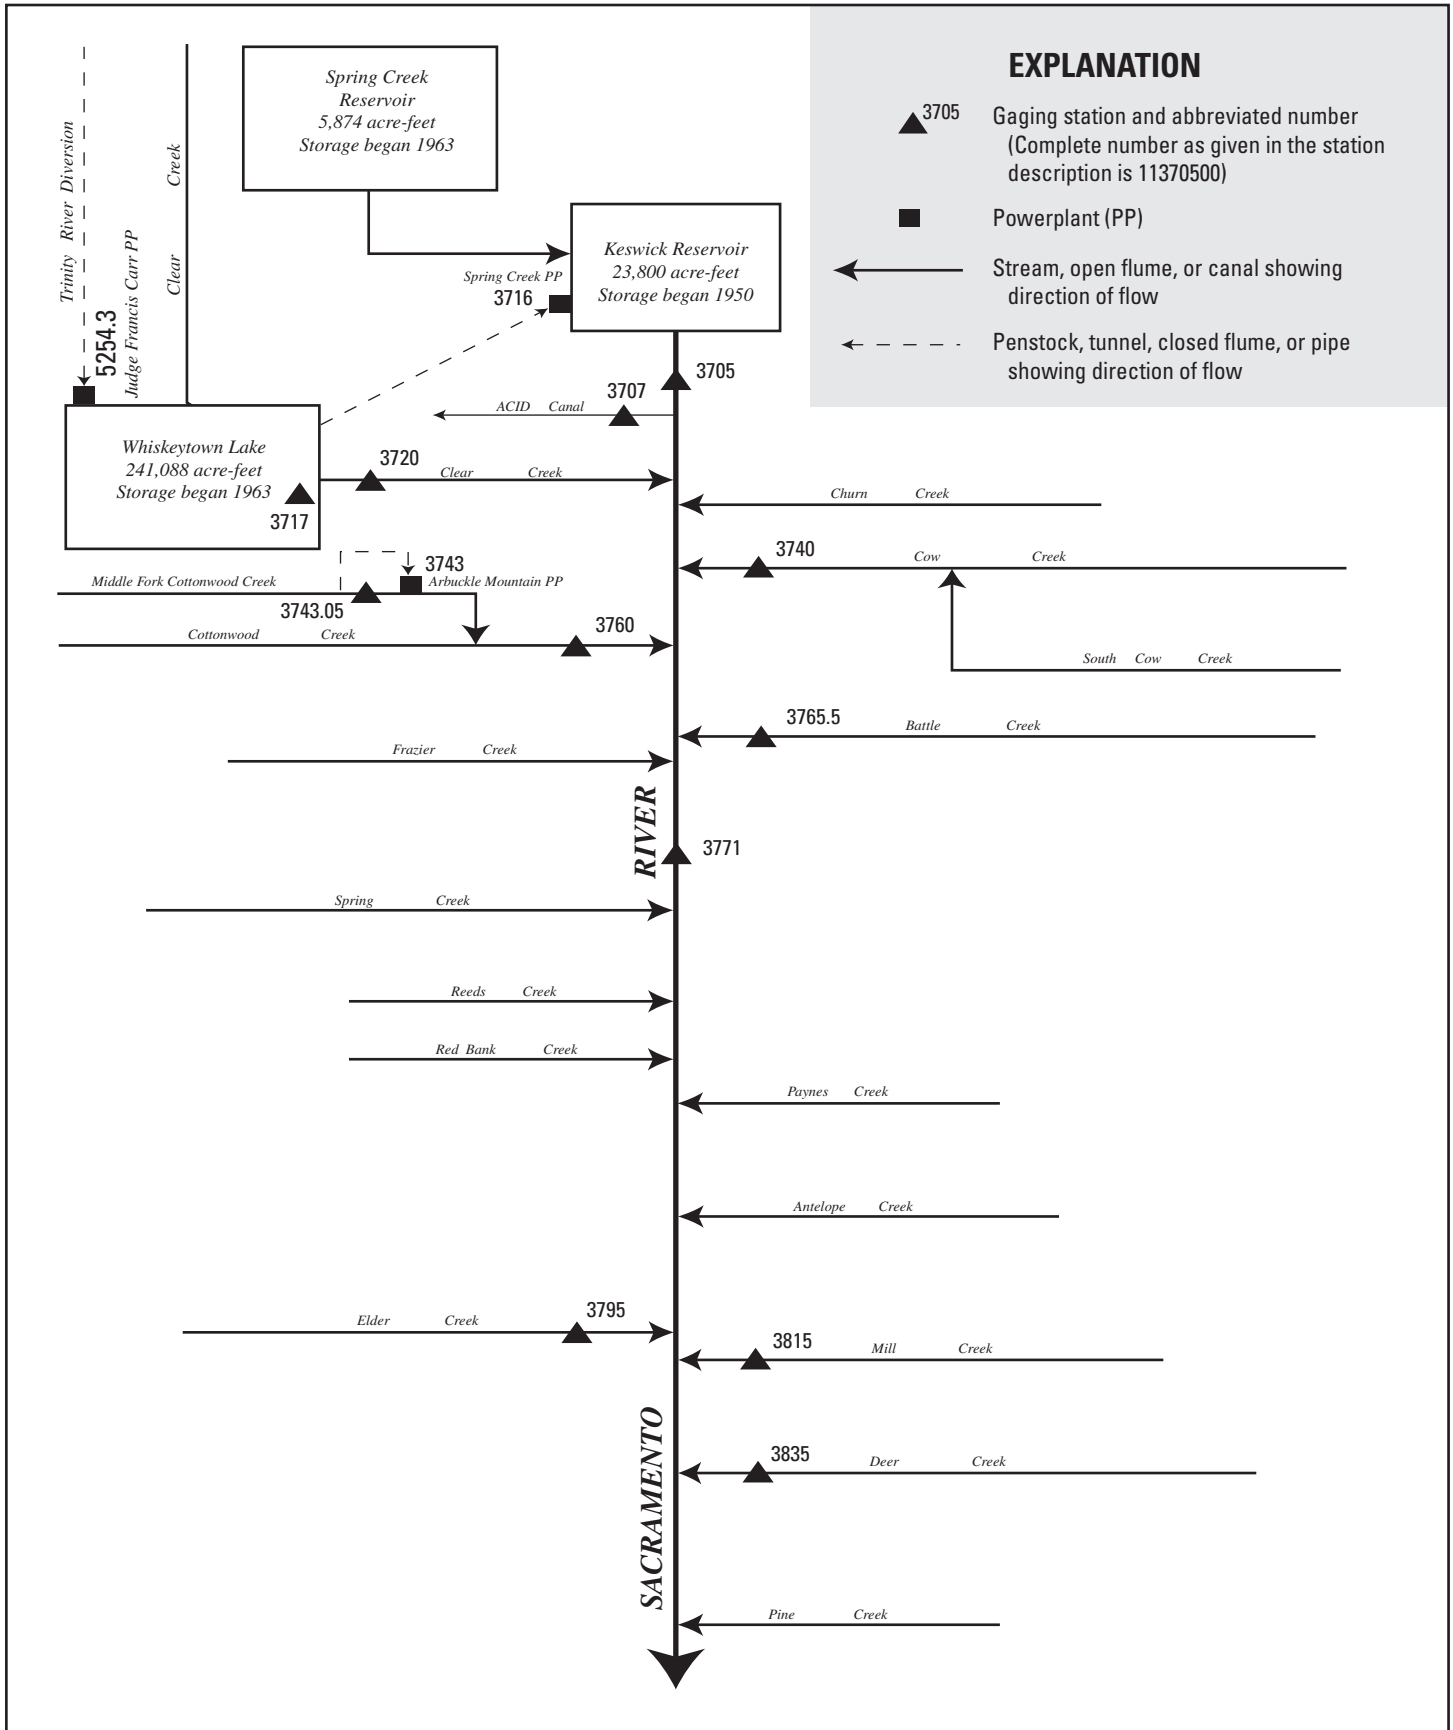 EXPLANATION
3705
Gaging station and abbreviated number
(Complete number as given in the station
description is 11370500)
Powerplant (PP)
Stream, open flume, or canal showing
direction of flow
Penstock, tunnel, closed flume, or pipe
showing direction of flow
Trinity River Diversion
5254.3
Judge Francis Carr PP
Clear Creek
Spring Creek
Reservoir
5,874 acre-feet
Storage began 1963
Keswick Reservoir
23,800 acre-feet
Storage began 1950
Spring Creek PP
3716
3705
3707
ACID Canal
Whiskeytown Lake
241,088 acre-feet
Storage began 1963
3717
3720
Clear Creek
Churn Creek
3740
Cow Creek
3743
Middle Fork Cottonwood Creek
Arbuckle Mountain PP
3743.05
3760
Cottonwood Creek
South Cow Creek
3765.5
Battle Creek
Frazier Creek
RIVER
3771
Spring Creek
Reeds Creek
Red Bank Creek
Paynes Creek
Antelope Creek
3795
Elder Creek
3815
Mill Creek
SACRAMENTO
3835
Deer Creek
Pine Creek